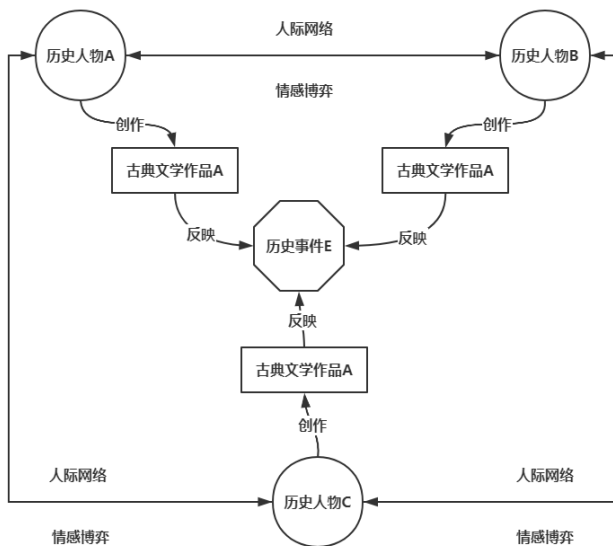 人际网络
历史人物A
历史人物B
情感博弈
创作
创作
古典文学作品A
古典文学作品A
反映
反映
历史事件E
反映
古典文学作品A
创作
人际网络
人际网络
历史人物C
情感博弈
情感博弈